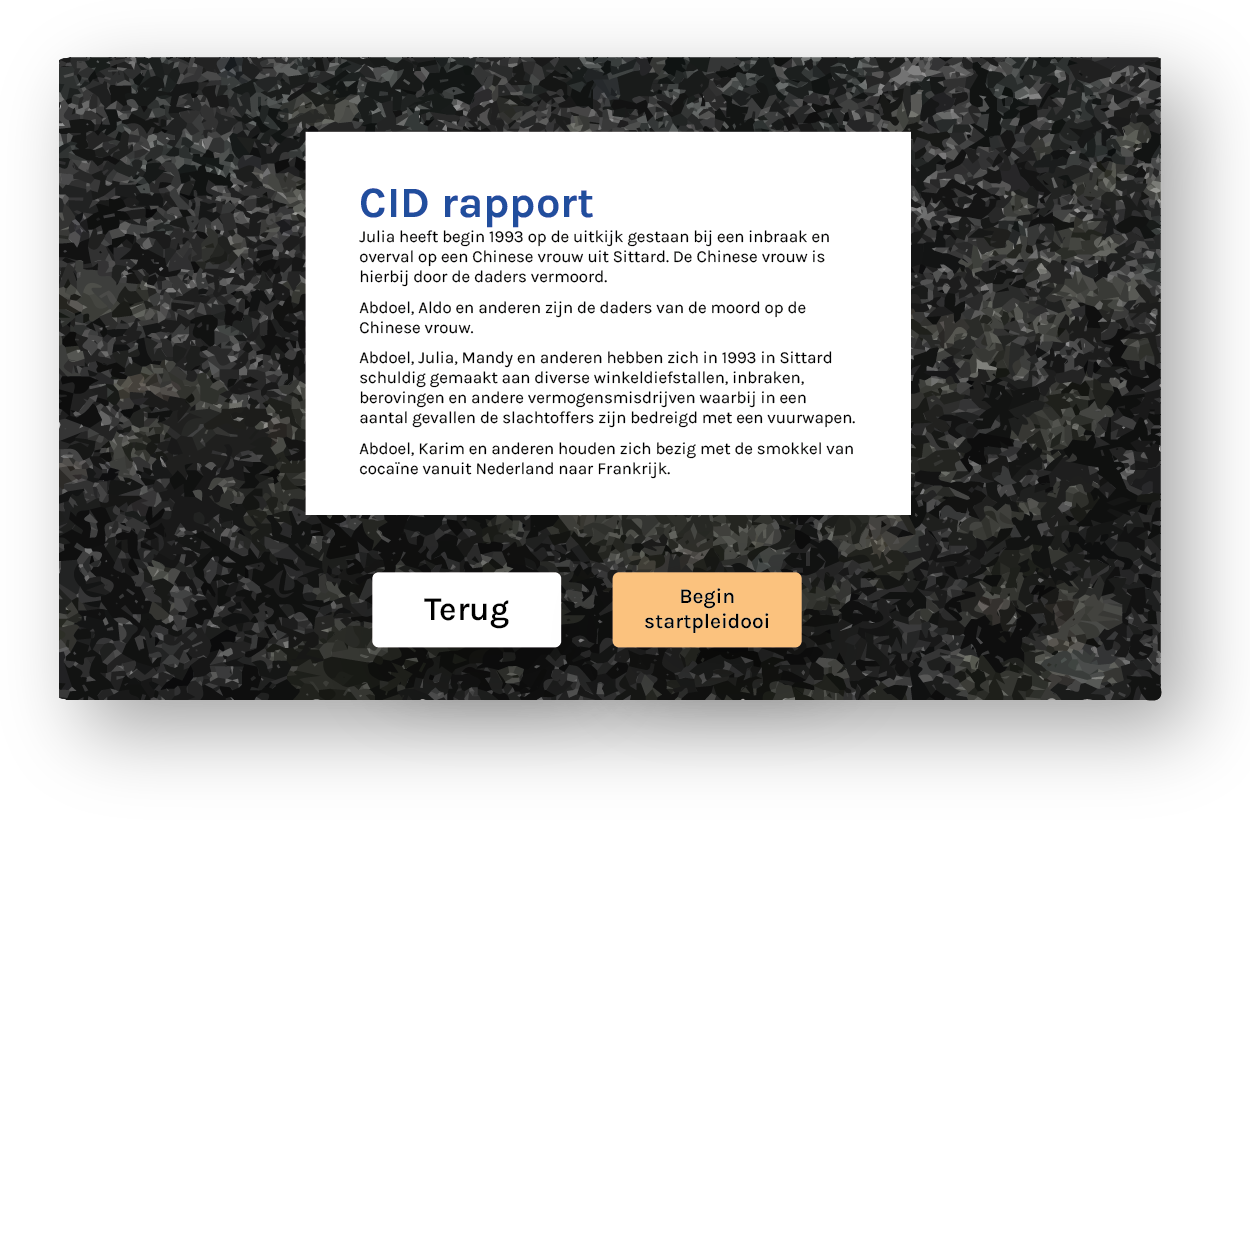 CID rapport
Julia heeft begin 1993 op de uitkijk gestaan bij een inbraak en
overval op een Chinese vrouw uit Sittard. De Chinese vrouw is
hierbij door de daders vermoord.
Abdoel, Aldo en anderen zijn de daders van de moord op de
Chinese vrouw.
Abdoel, Julia, Mandy en anderen hebben zich in 1993 in Sittard
schuldig gemaakt aan diverse winkeldiefstallen, inbraken,
berovingen en andere vermogensmisdrijven waarbij in een
aantal gevallen de slachtoffers zijn bedreigd met een vuurwapen.
Abdoel, Karim en anderen houden zich bezig met de smokkel van
cocaïne vanuit Nederland naar Frankrijk.
Terug
Begin
startpleidooi